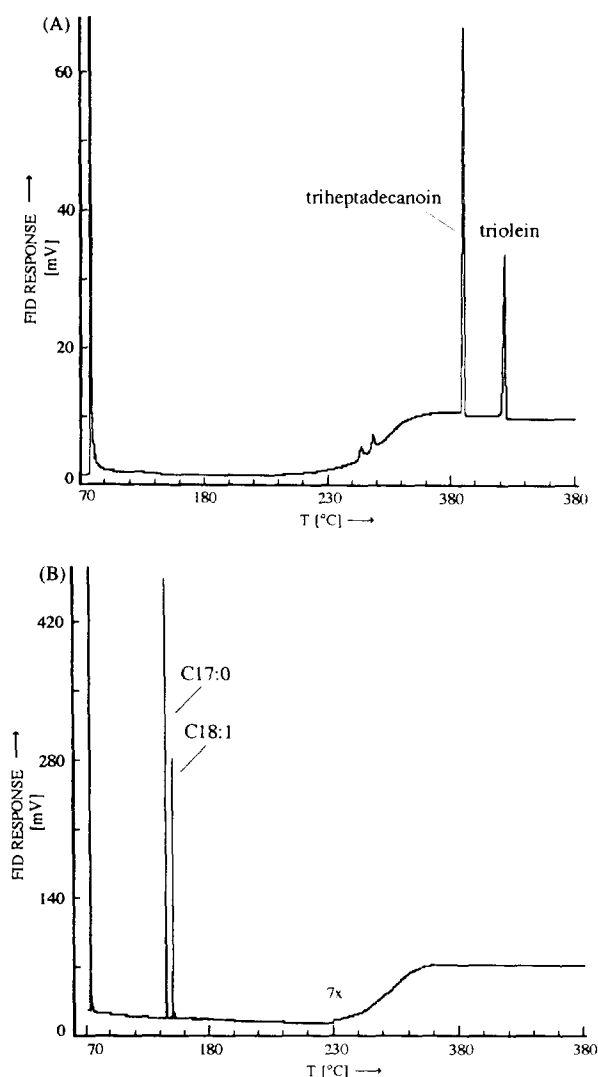 (A)
60
40
20
0
FID RESPONSE →
[mV]
triheptadecanoin
triolein
70 180 230 380 380
T [°C] →
(B)
420
280
140
0
FID RESPONSE →
[mV]
C17:0
C18:1
7x
70 180 230 380 380
T [°C] →